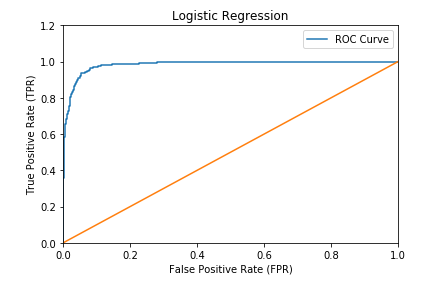 Logistic Regression
1.2
1.0
0.8
0.6
0.4
0.2
0.0
True Positive Rate (TPR)
ROC Curve
0.0 0.2 0.4 0.6 0.8 1.0
False Positive Rate (FPR)